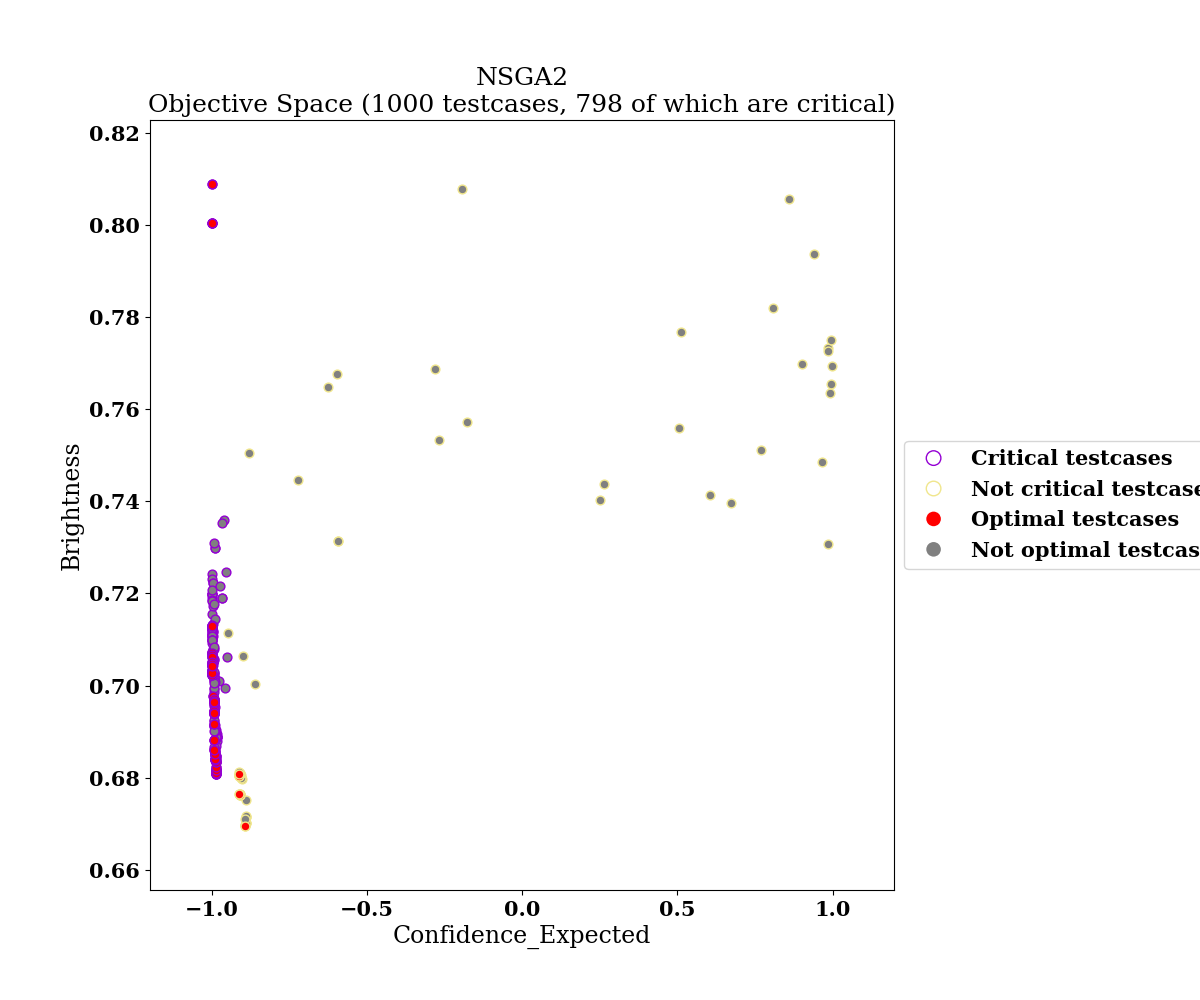 NSGA2
Objective Space (1000 testcases, 798 of which are critical)
0.82
0.80
0.78
0.76
0.74
0.72
0.70
0.68
0.66
Brightness
−1.0
−0.5
0.0
0.5
1.0
Confidence_Expected
Critical testcases
Not critical testcase
Optimal testcases
Not optimal testcas